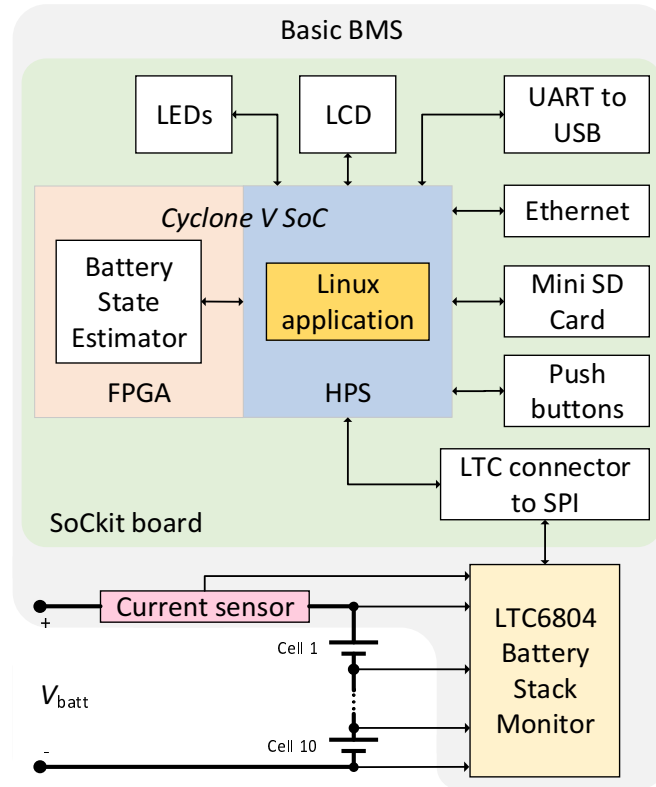 Basic BMS
LEDs
LCD
UART to
USB
Cyclone V SoC
Ethernet
Battery
State
Estimator
Linux
application
Mini SD
Card
FPGA
HPS
Push
buttons
LTC connector
to SPI
SoCkit board
Current sensor
+
Cell 1
LTC6804
Battery
Stack
Monitor
Vbatt
-
Cell 10